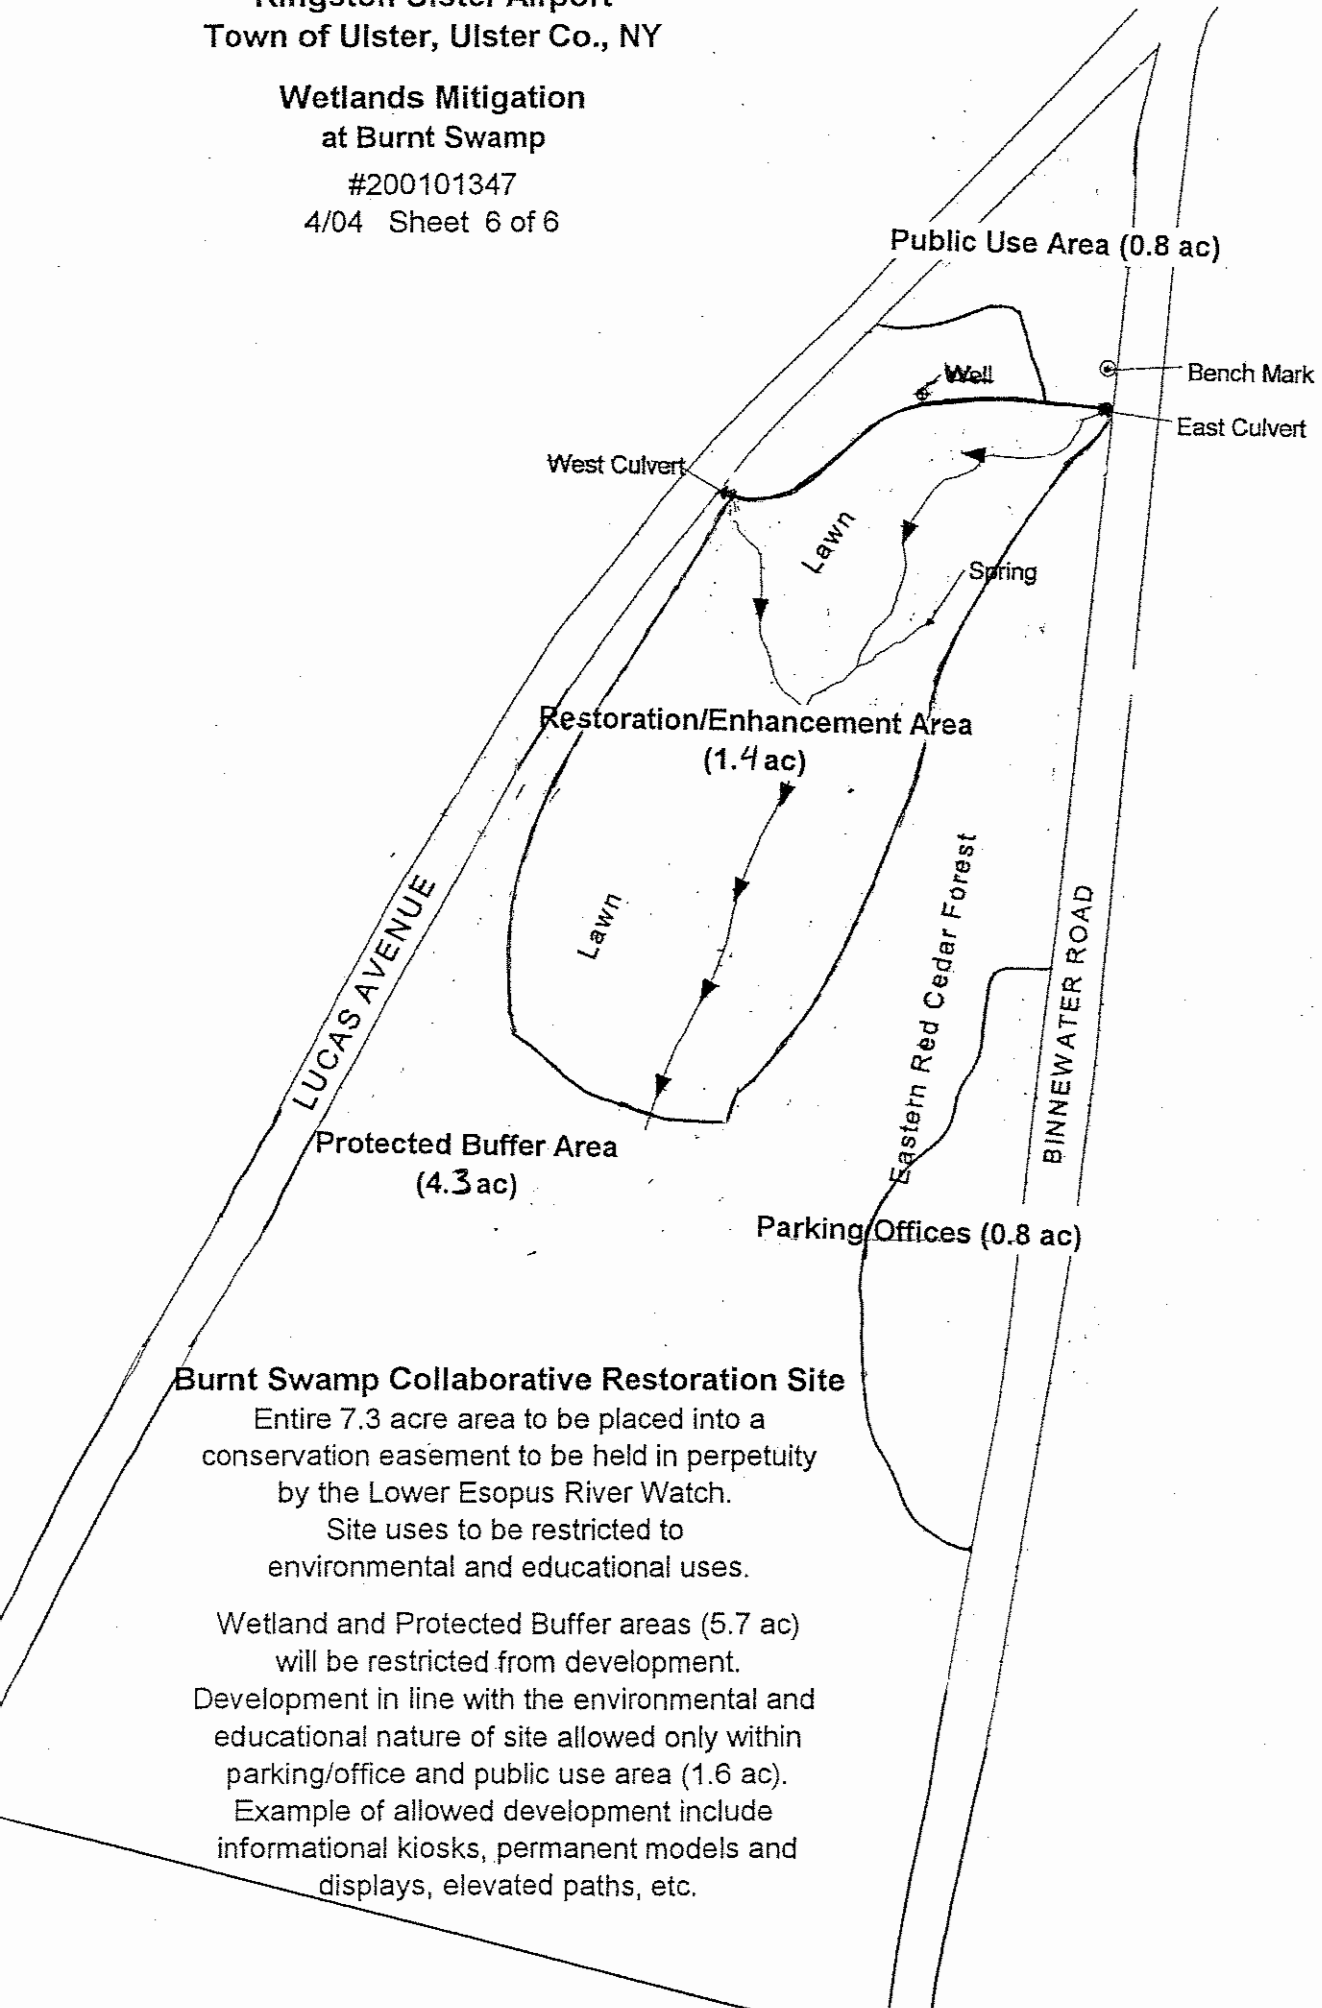 Kingston Ulster Airport
Town of Ulster, Ulster Co., NY
Wetlands Mitigation
at Burnt Swamp
#200101347
4/04 Sheet 6 of 6
Public Use Area (0.8 ac)
Well
Bench Mark
East Culvert
West Culvert
Lawn
Spring
Restoration/Enhancement Area
(1.4 ac)
Lawn
Eastern Red Cedar Forest
LUCAS AVENUE
BINNEWATER ROAD
Protected Buffer Area
(4.3 ac)
Parking/Offices (0.8 ac)
Burnt Swamp Collaborative Restoration Site
Entire 7.3 acre area to be placed into a
conservation easement to be held in perpetuity
by the Lower Esopus River Watch.
Site uses to be restricted to
environmental and educational uses.
Wetland and Protected Buffer areas (5.7 ac)
will be restricted from development.
Development in line with the environmental and
educational nature of site allowed only within
parking/office and public use area (1.6 ac).
Example of allowed development include
informational kiosks, permanent models and
displays, elevated paths, etc.